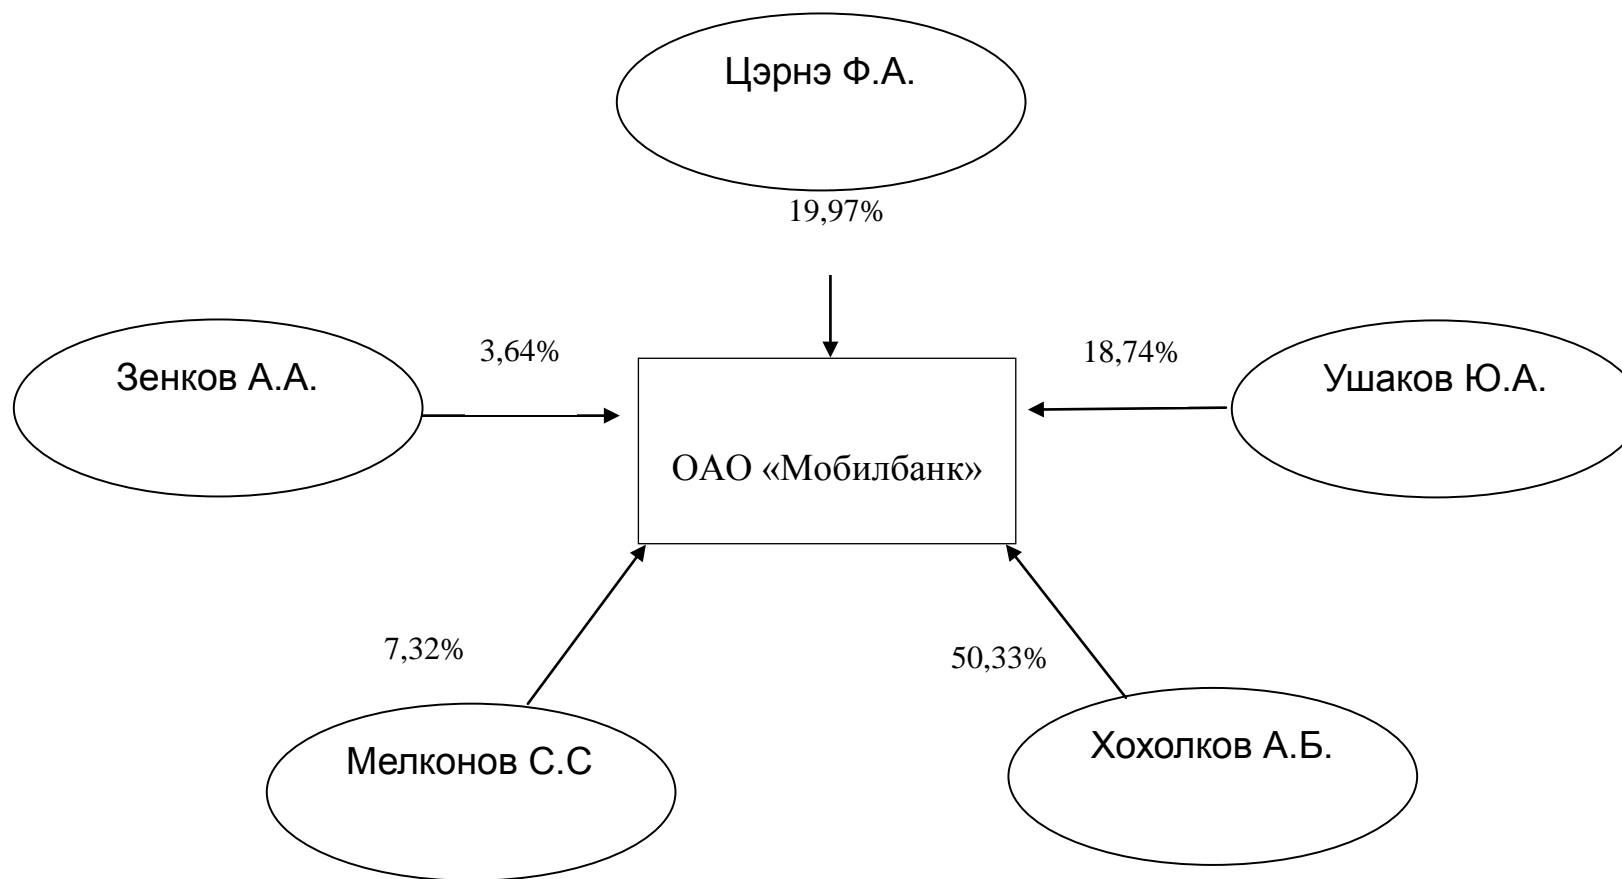 Цэрнэ Ф.А.
19,97%
Зенков А.А.
3,64%
18,74%
Ушаков Ю.А.
ОАО «Мобилбанк»
7,32%
50,33%
Мелконов С.С
Хохолков А.Б.